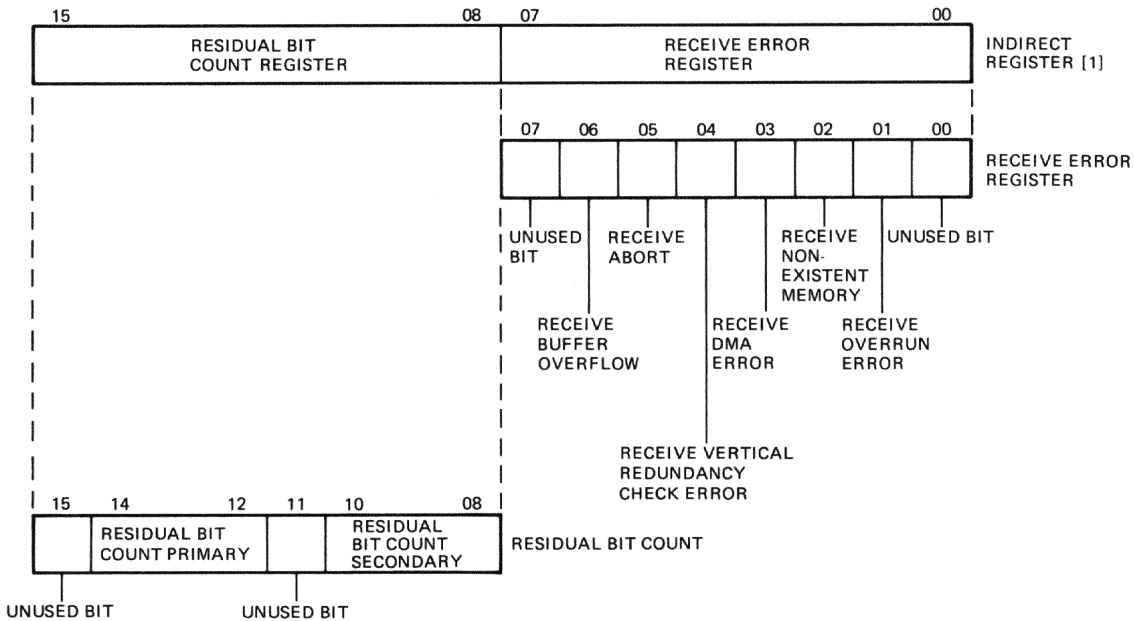 15 08 07 00
RESIDUAL BIT
COUNT REGISTER
RECEIVE ERROR
REGISTER
INDIRECT
REGISTER [1]
07 06 05 04 03 02 01 00
RECEIVE ERROR
REGISTER
UNUSED
BIT
RECEIVE
ABORT
RECEIVE
NON-
EXISTENT
MEMORY
UNUSED BIT
RECEIVE
BUFFER
OVERFLOW
RECEIVE
DMA
ERROR
RECEIVE
OVERRUN
ERROR
RECEIVE VERTICAL
REDUNDANCY
CHECK ERROR
15 14 12 11 10 08
RESIDUAL BIT
COUNT PRIMARY
RESIDUAL
BIT COUNT
SECONDARY
RESIDUAL BIT COUNT
UNUSED BIT
UNUSED BIT